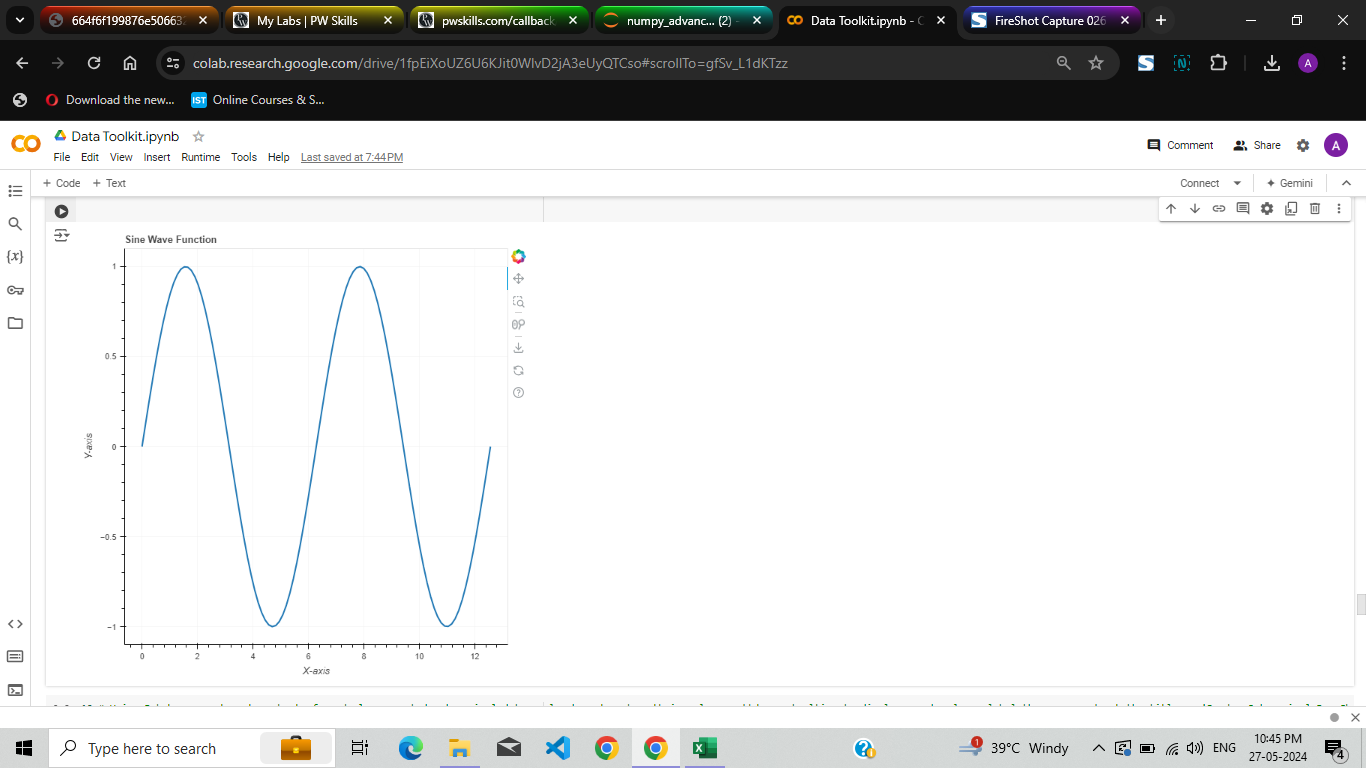 664f6f199876e50663
My Labs | PW Skills
pwskills.com/callback
numpy_advanc... (2) -
Data Toolkit.ipynb - C
FireShot Capture 026
colab.research.google.com/drive/1fpEiXoUZ6U6KJit0WIvD2jA3eUyQTCso#scrollTo=gfSv_L1dKTzz
A
Download the new...
IST
Online Courses & S...
CO
Data Toolkit.ipynb
File Edit View Insert Runtime Tools Help Last saved at 7:44 PM
Comment
Share
A
+ Code + Text
Connect
Gemini
{x}
Sine Wave Function
1
0.5
0
−0.5
−1
Y-axis
0 2 4 6 8 10 12
X-axis
Type here to search
1
39°C Windy
ENG
10:45 PM
27-05-2024
4